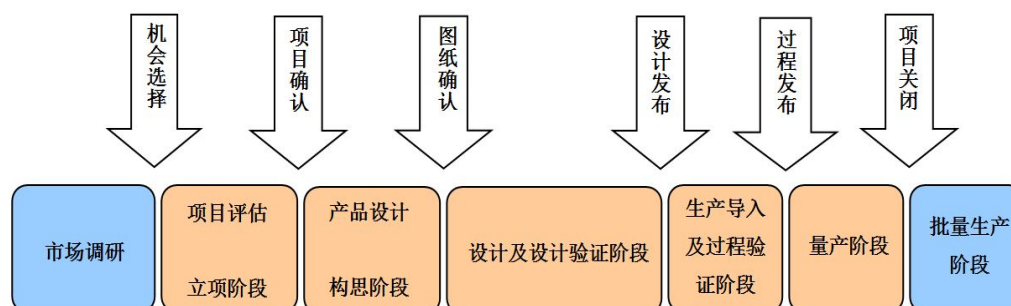 机会选择
项目确认
图纸确认
设计发布
过程发布
项目关闭
市场调研
项目评估
立项阶段
产品设计
构思阶段
设计及设计验证阶段
生产导入
及过程验
证阶段
量产阶段
批量生产
阶段